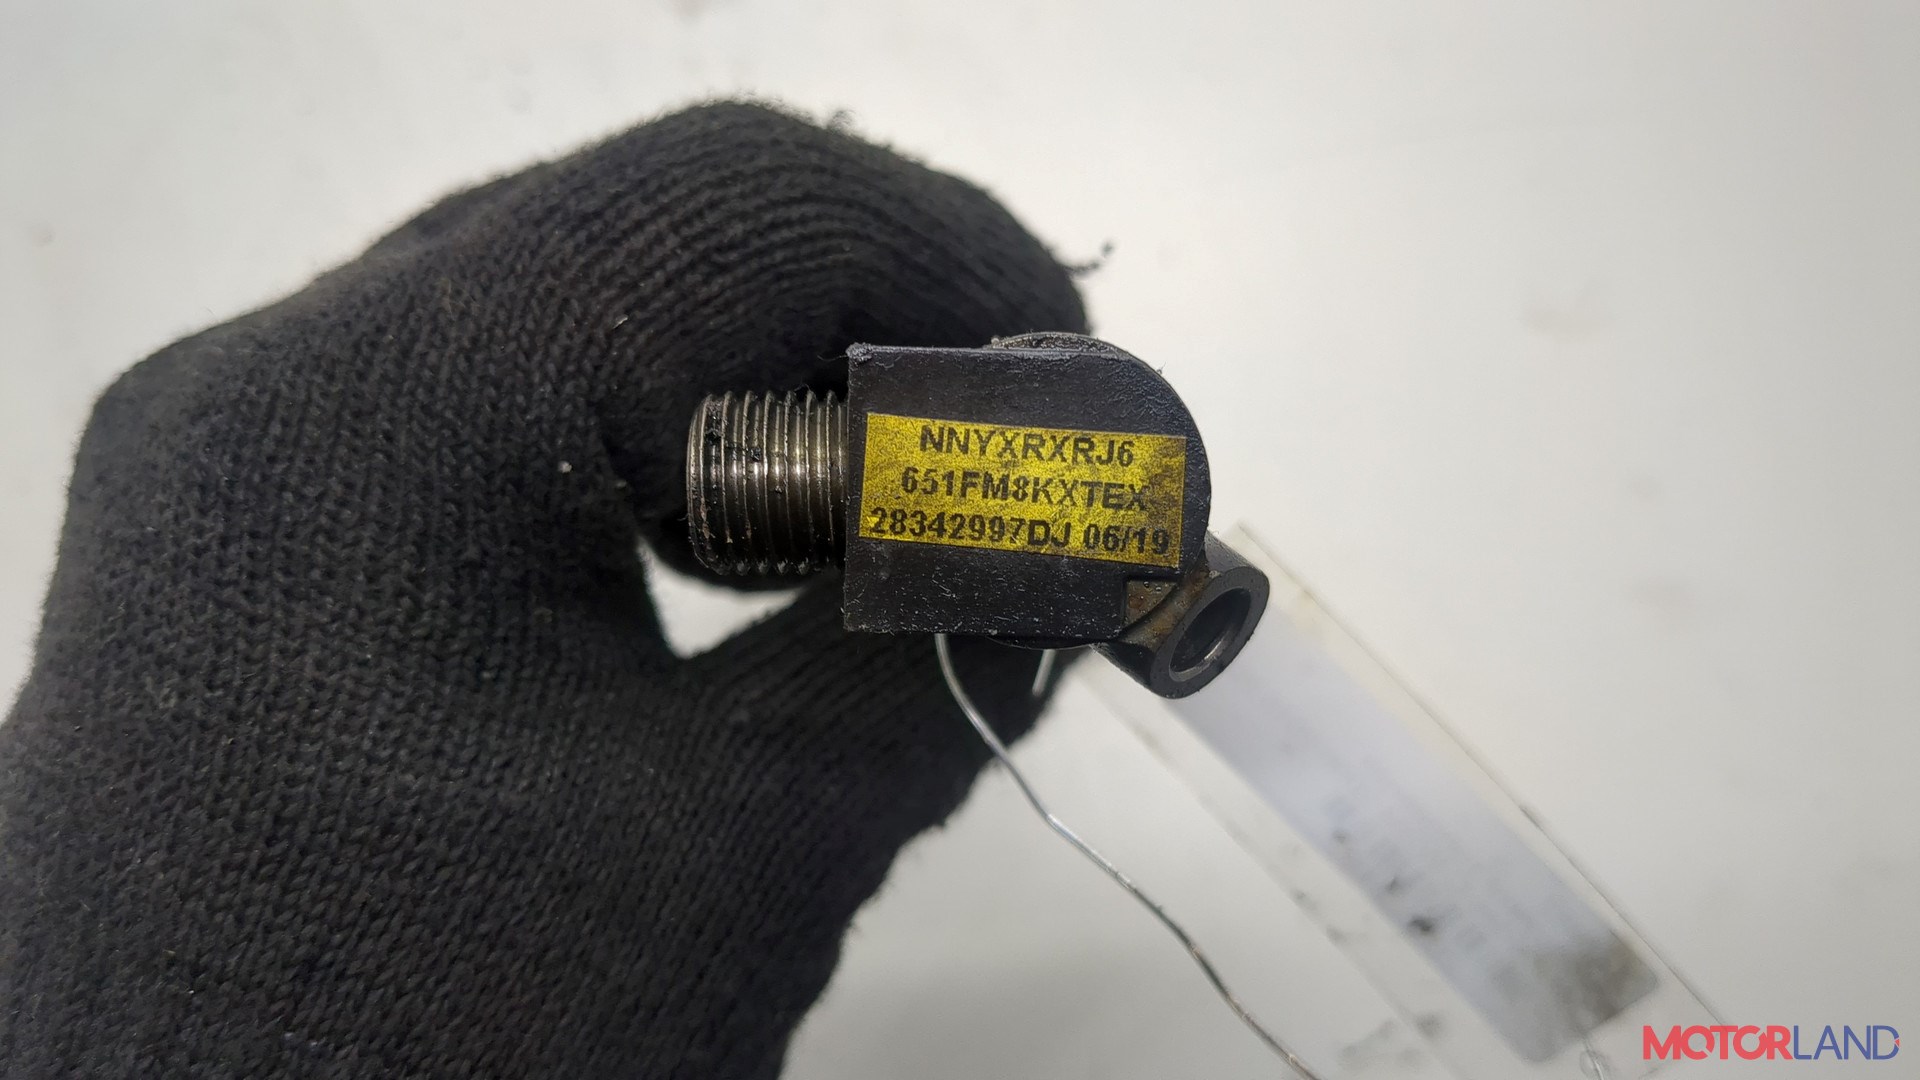 NNYXRXRJ6
651FM8KXTEX
28342997DJ 06/19
MOTORLAND